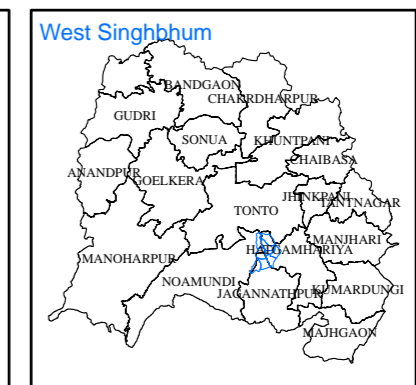 West Singhbhum
BANDGAON
CHAKRDHARPUR
GUDRI
SONUA
KHUNTPANI
CHAIBASA
ANANDPUR
GOELKERA
JHINKPANI
TANTNAGAR
TONTO
MANJHARI
HATGAMHARIYA
MANOHARPUR
NOAMUNDI
KUMARDUNGI
JAGANNATHPUR
MAJHGAON